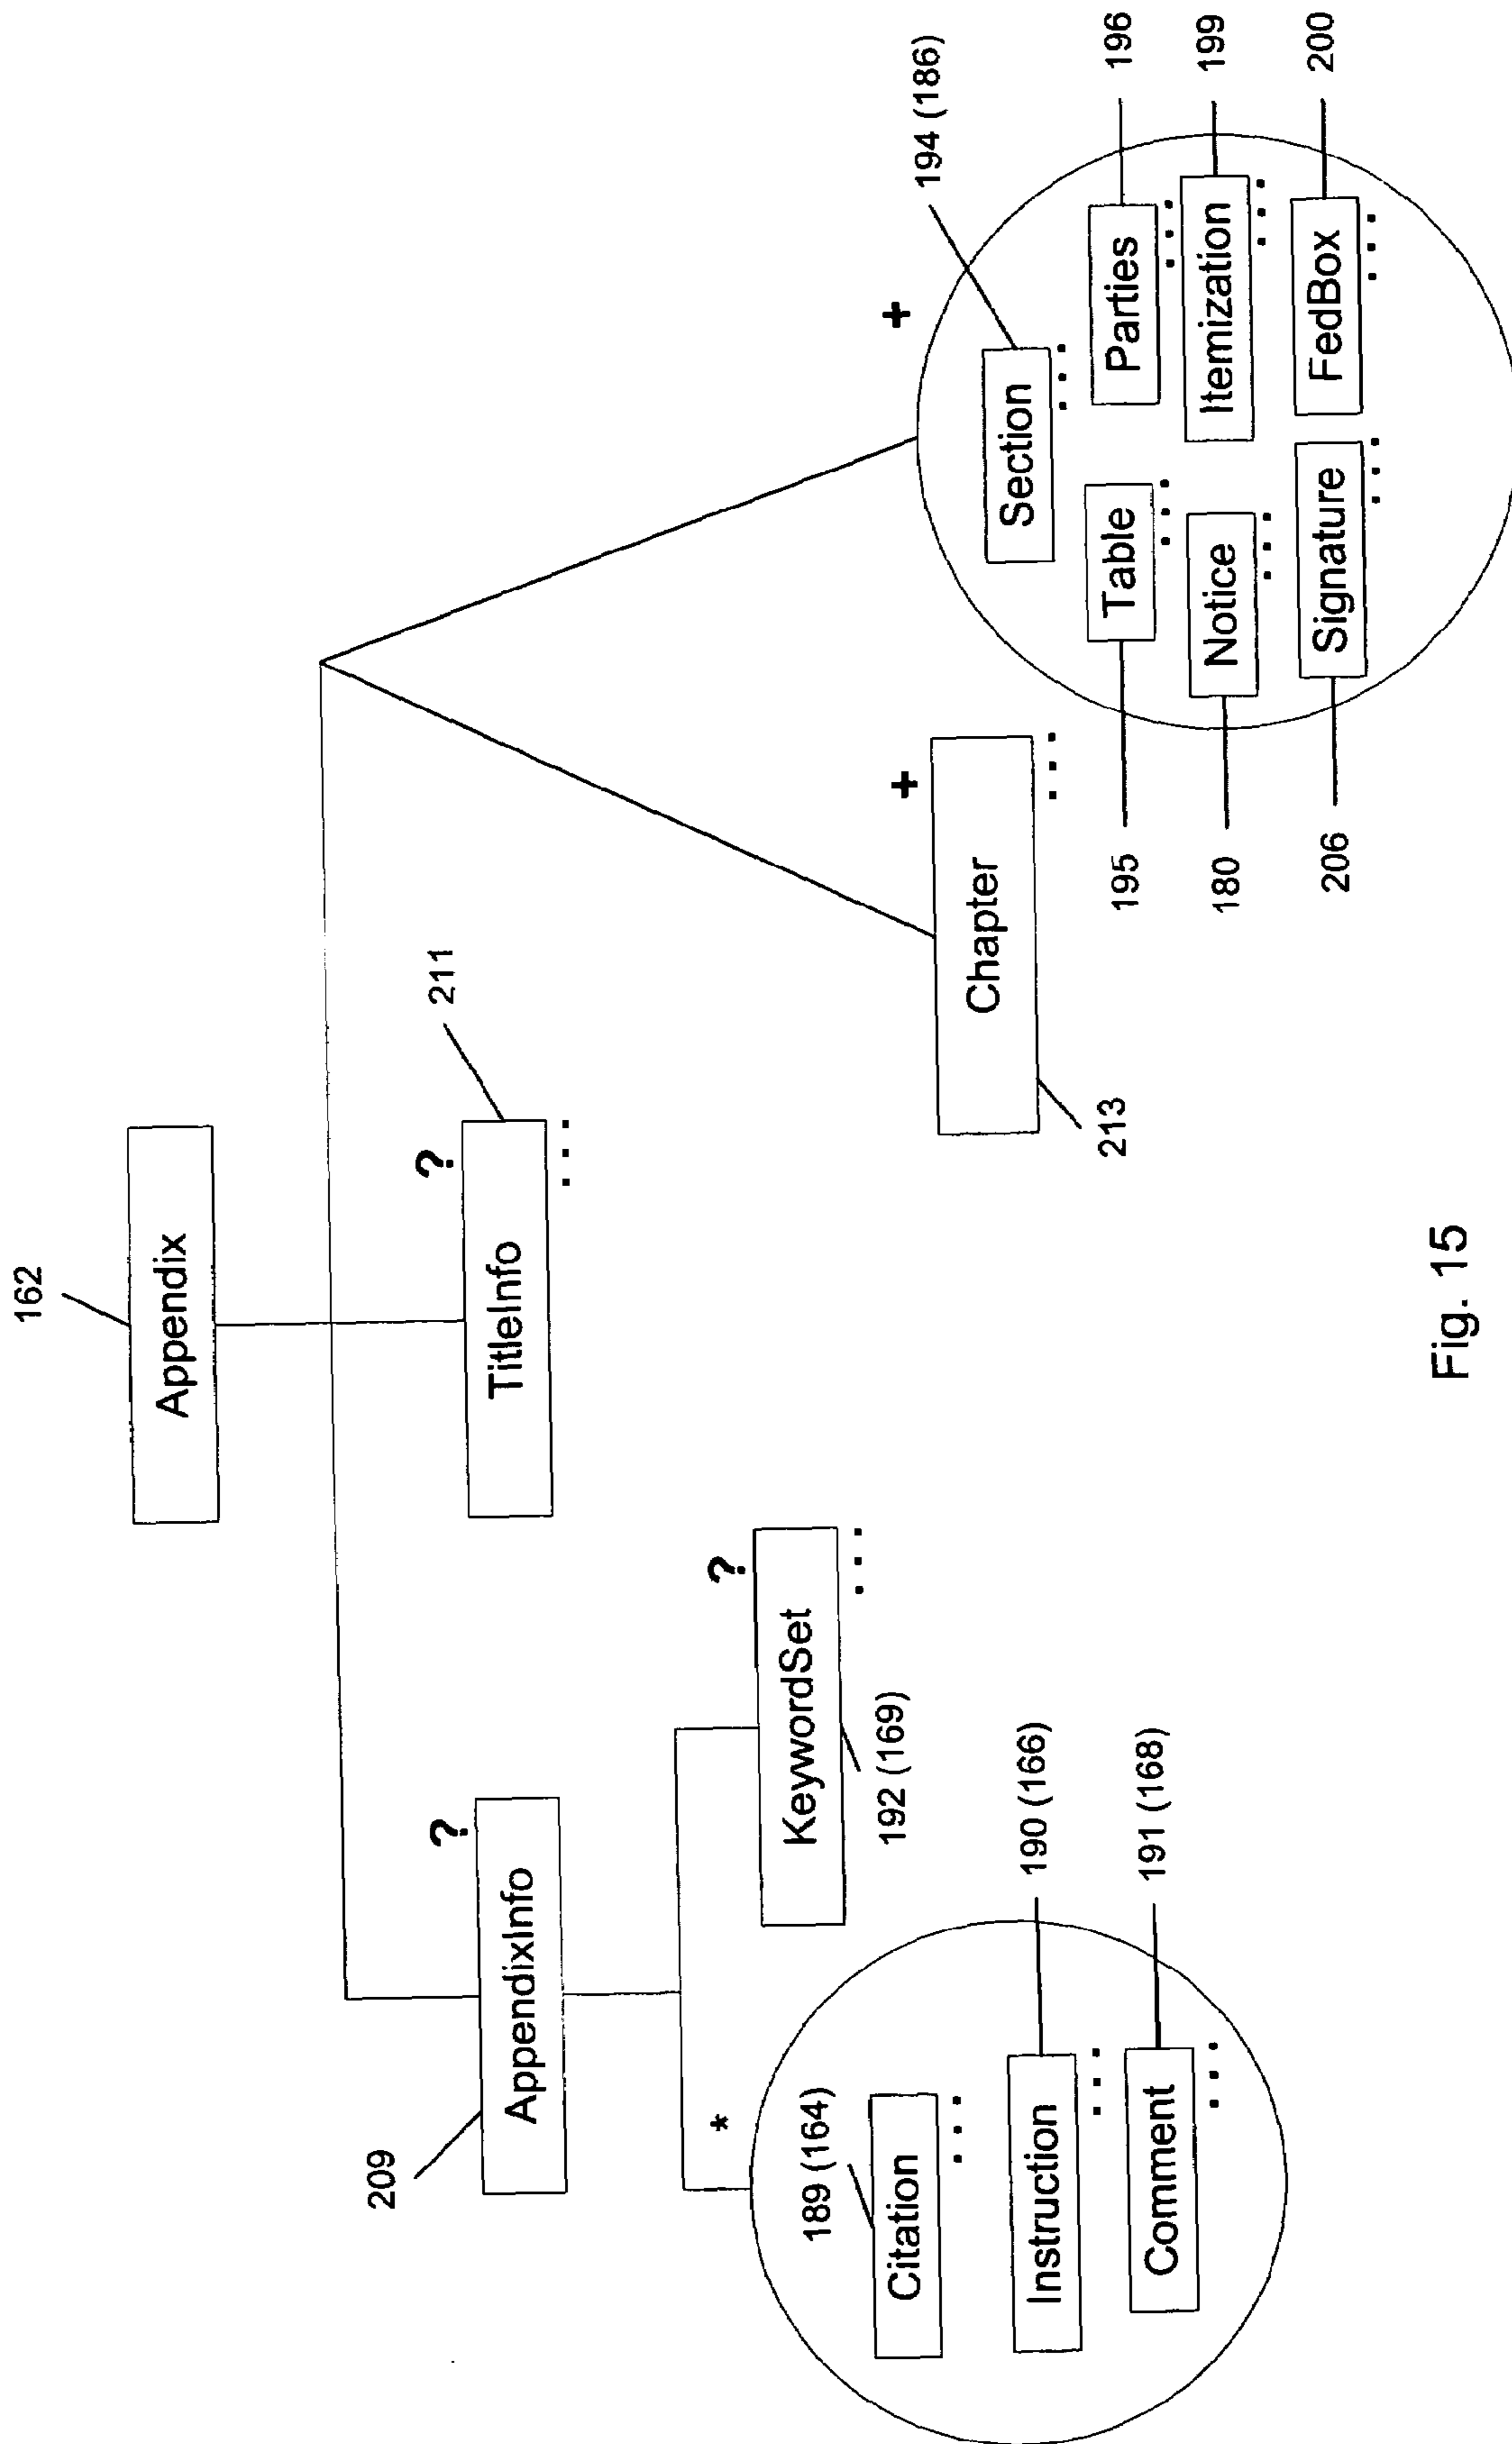 162
Appendix
209
AppendixInfo
?
TitleInfo
?
211
...
*
KeywordSet
?
192 (169)
...
189 (164)
Citation
...
Instruction
190 (166)
...
Comment
191 (168)
...
Chapter
+
213
...
+
194 (186)
Section
...
195
Table
...
Parties
196
...
180
Notice
...
Itemization
199
...
206
Signature
...
FedBox
200
...
Fig. 15